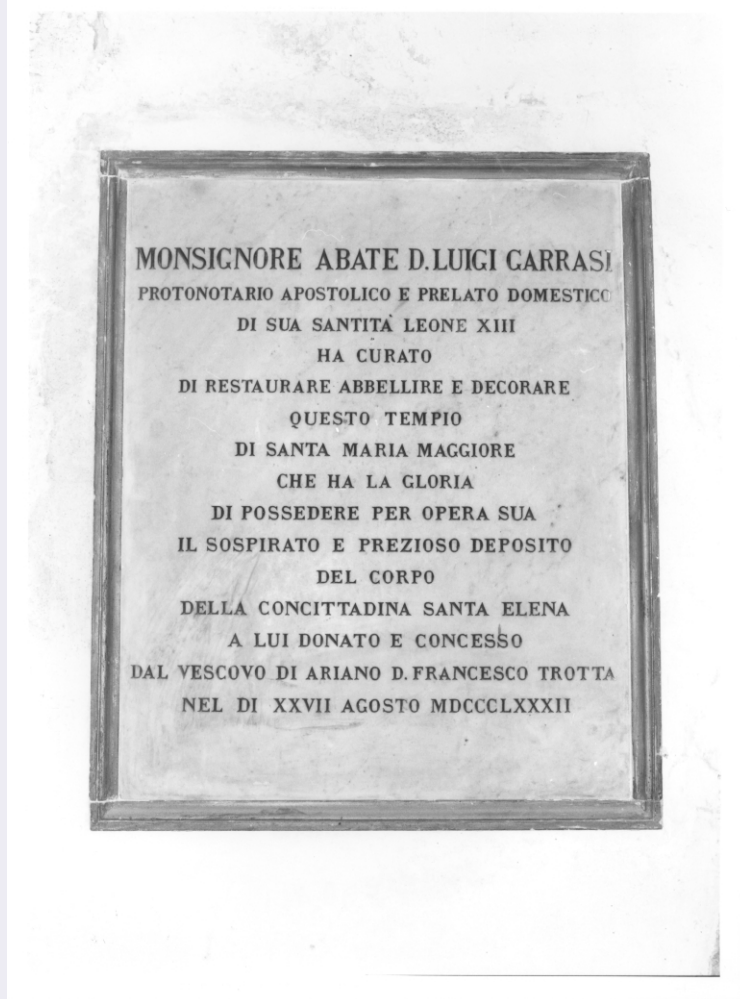 MONSIGNORE ABATE D. LUIGI GARRASI
PROTONOTARIO APOSTOLICO E PRELATO DOMESTICO
DI SUA SANTITÀ LEONE XIII
HA CURATO
DI RESTAURARE ABBELLIRE E DECORARE
QUESTO TEMPIO
DI SANTA MARIA MAGGIORE
CHE HA LA GLORIA
DI POSSEDERE PER OPERA SUA
IL SOSPIRATO E PREZIOSO DEPOSITO
DEL CORPO
DELLA CONCITTADINA SANTA ELENA
A LUI DONATO E CONCESSO
DAL VESCOVO DI ARIANO D. FRANCESCO TROTTA
NEL DI XXVII AGOSTO MDCCCLXXXII